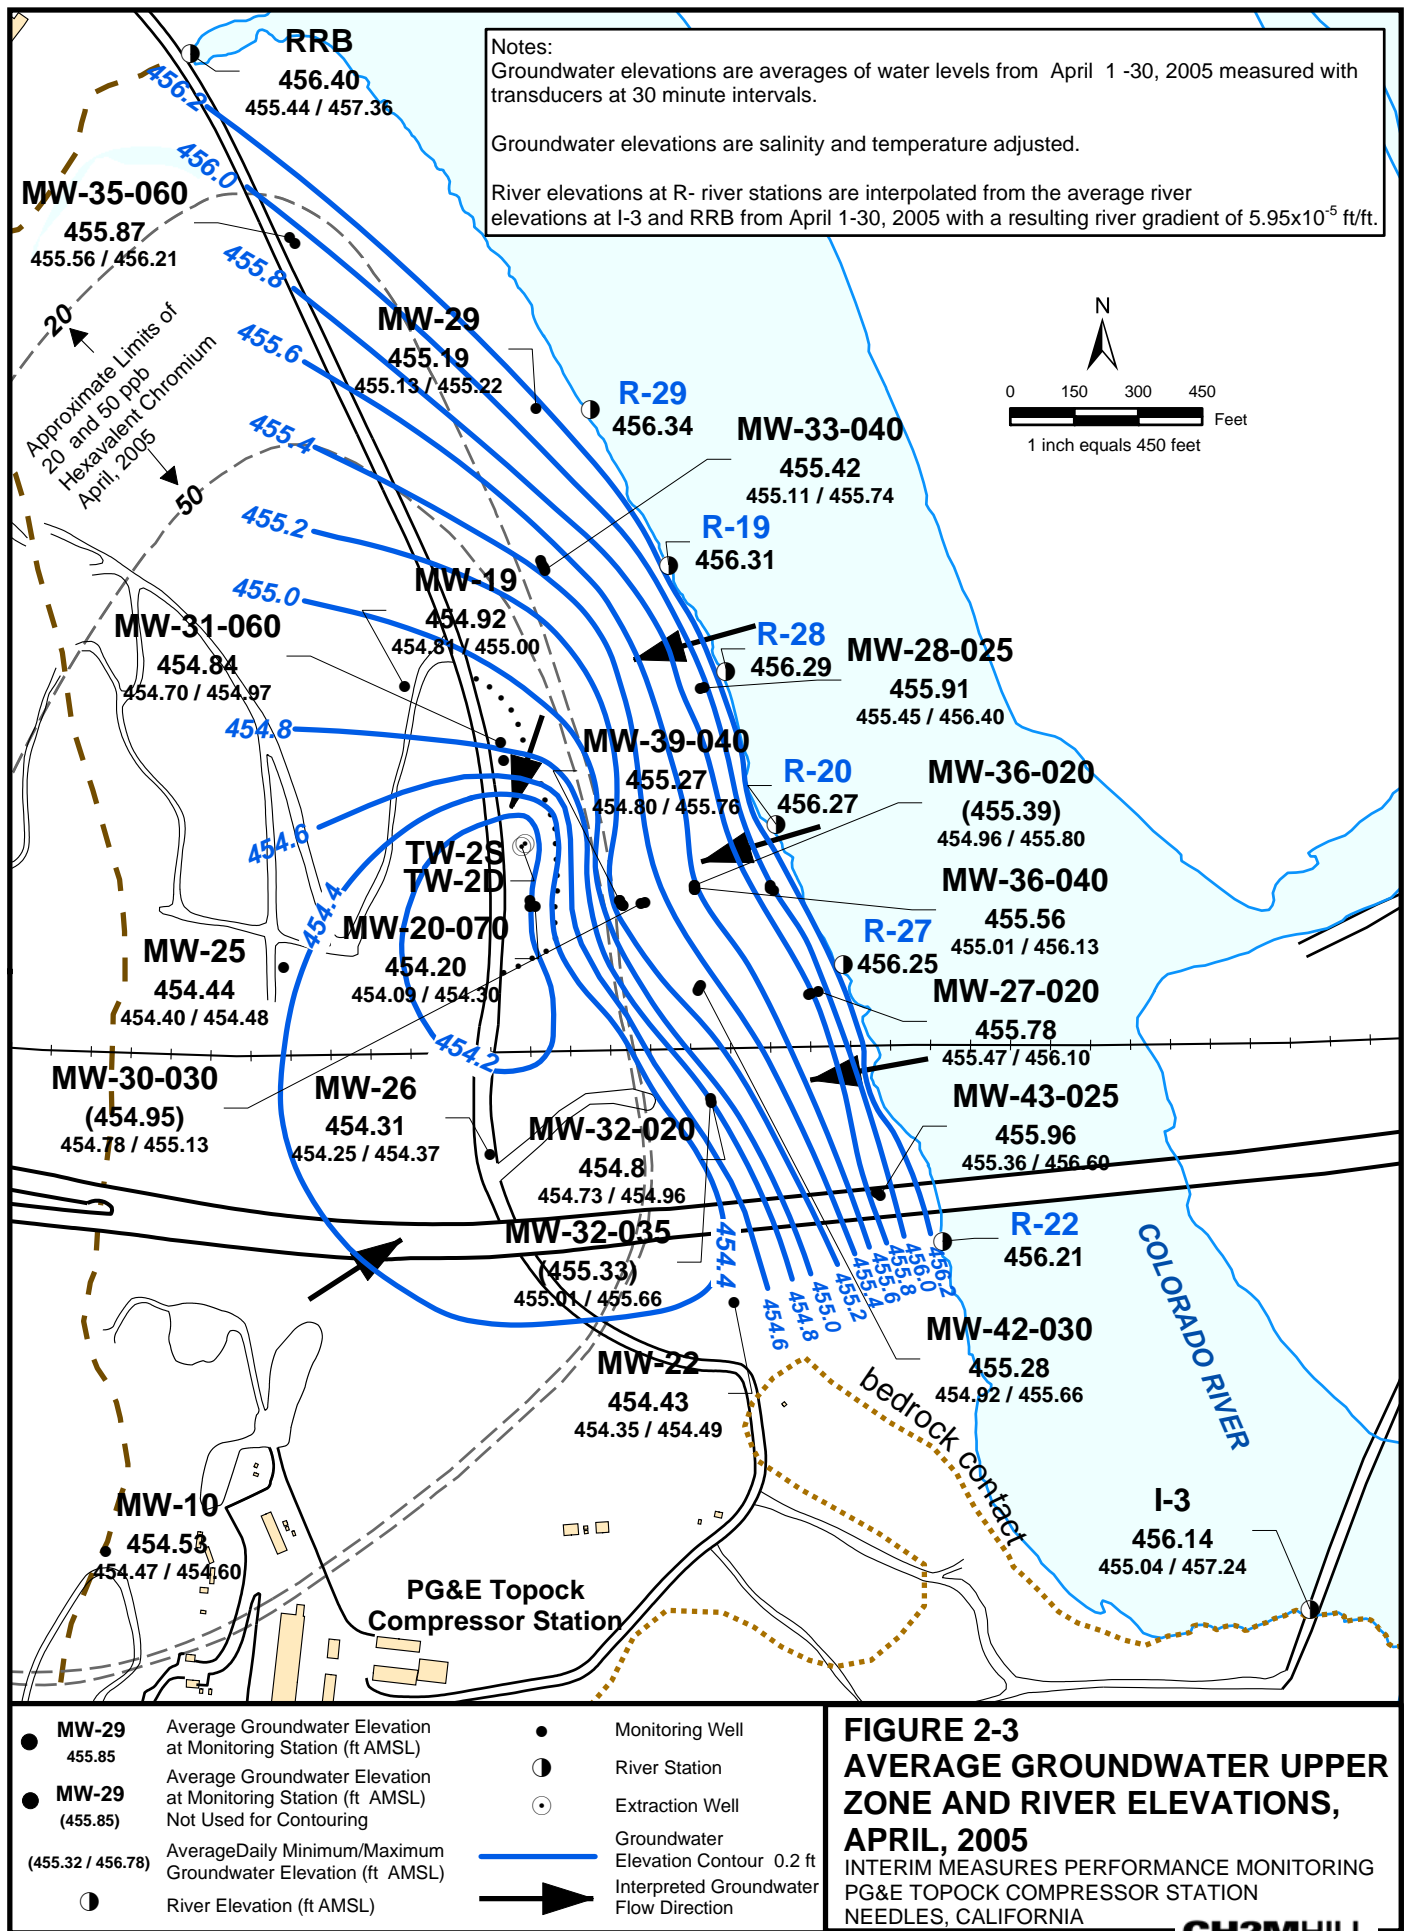 RRB
456.40
455.44 / 457.36
Notes:
Groundwater elevations are averages of water levels from April 1 -30, 2005 measured with
transducers at 30 minute intervals.
Groundwater elevations are salinity and temperature adjusted.
River elevations at R- river stations are interpolated from the average river
elevations at I-3 and RRB from April 1-30, 2005 with a resulting river gradient of 5.95x10-5 ft/ft.
456.2
456.0
MW-35-060
455.87
455.56 / 456.21
455.8
20
Approximate Limits of
20 and 50 ppb
Hexavalent Chromium
April, 2005
50
455.6
MW-29
455.19
455.13 / 455.22
R-29
456.34
N
0 150 300 450
Feet
1 inch equals 450 feet
455.4
MW-33-040
455.42
455.11 / 455.74
455.2
R-19
456.31
455.0
MW-19
454.92
454.81 / 455.00
MW-31-060
454.84
454.70 / 454.97
R-28
456.29
MW-28-025
455.91
455.45 / 456.40
454.8
MW-39-040
455.27
454.80 / 455.76
R-20
456.27
MW-36-020
(455.39)
454.96 / 455.80
454.6
TW-2S
TW-2D
454.4
MW-36-040
455.56
455.01 / 456.13
MW-20-070
454.20
454.09 / 454.30
MW-25
454.44
454.40 / 454.48
R-27
456.25
MW-27-020
455.78
455.47 / 456.10
454.2
MW-30-030
(454.95)
454.78 / 455.13
MW-26
454.31
454.25 / 454.37
MW-32-020
454.8
454.73 / 454.96
MW-43-025
455.96
455.36 / 456.60
MW-32-035
(455.33)
455.01 / 455.66
R-22
456.21
454.4
454.6
454.8
455.0
455.2
455.4
455.6
455.8
456.0
456.2
COLORADO RIVER
MW-42-030
455.28
454.92 / 455.66
MW-22
454.43
454.35 / 454.49
bedrock contact
MW-10
454.53
454.47 / 454.60
I-3
456.14
455.04 / 457.24
PG&E Topock
Compressor Station
MW-29
455.85
Average Groundwater Elevation
at Monitoring Station (ft AMSL)
MW-29
(455.85)
Average Groundwater Elevation
at Monitoring Station (ft AMSL)
Not Used for Contouring
(455.32 / 456.78)
AverageDaily Minimum/Maximum
Groundwater Elevation (ft AMSL)
River Elevation (ft AMSL)
Monitoring Well
River Station
Extraction Well
Groundwater
Elevation Contour 0.2 ft
Interpreted Groundwater
Flow Direction
FIGURE 2-3
AVERAGE GROUNDWATER UPPER
ZONE AND RIVER ELEVATIONS,
APRIL, 2005
INTERIM MEASURES PERFORMANCE MONITORING
PG&E TOPOCK COMPRESSOR STATION
NEEDLES, CALIFORNIA
CH2MHILL